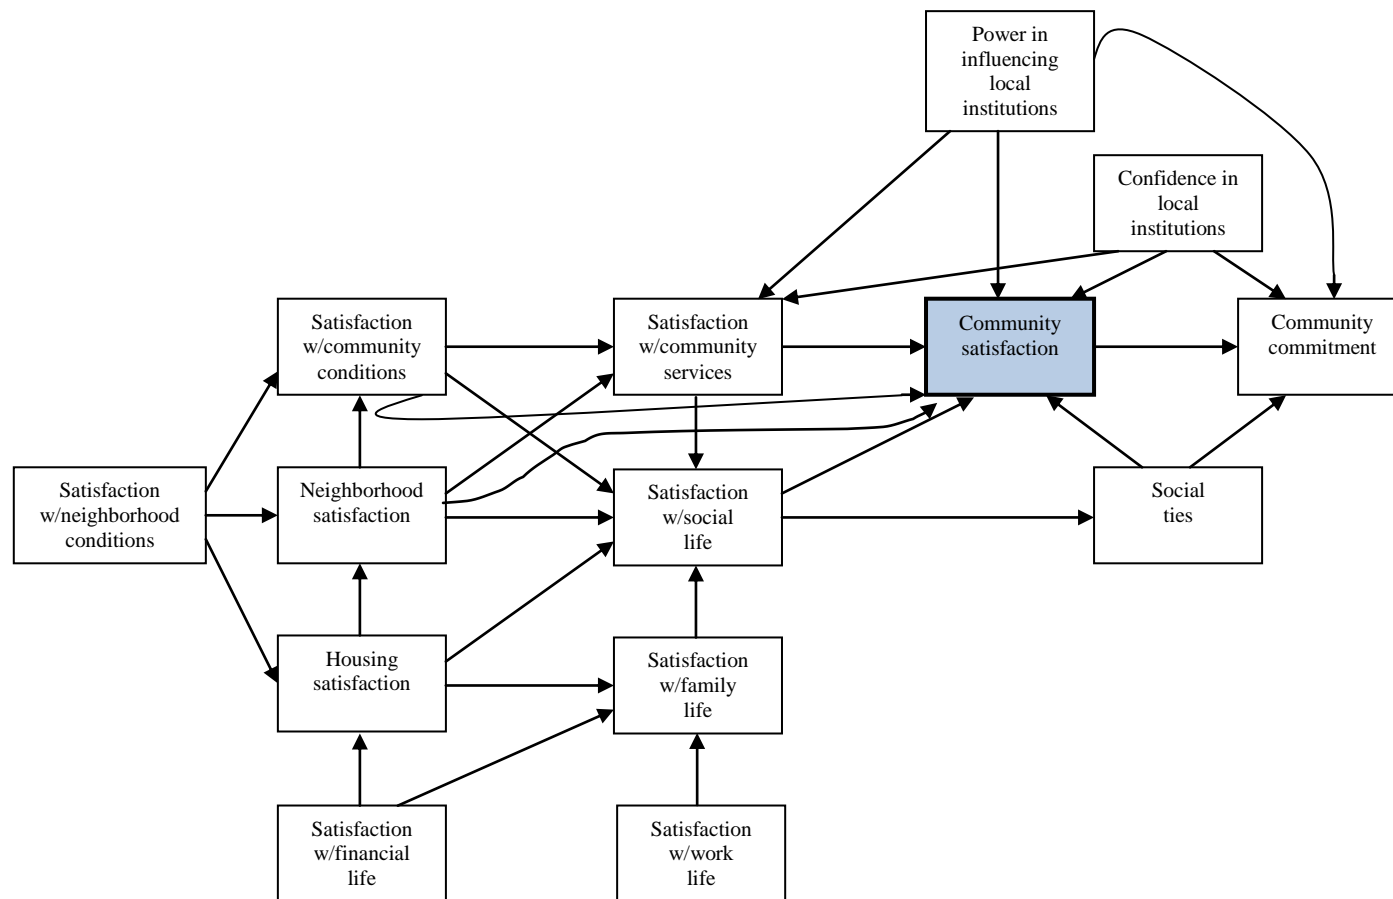 Power in
influencing
local
institutions
Confidence in
local
institutions
Satisfaction
w/community
conditions
Satisfaction
w/community
services
Community
satisfaction
Community
commitment
Satisfaction
w/neighborhood
conditions
Neighborhood
satisfaction
Satisfaction
w/social
life
Social
ties
Housing
satisfaction
Satisfaction
w/family
life
Satisfaction
w/financial
life
Satisfaction
w/work
life